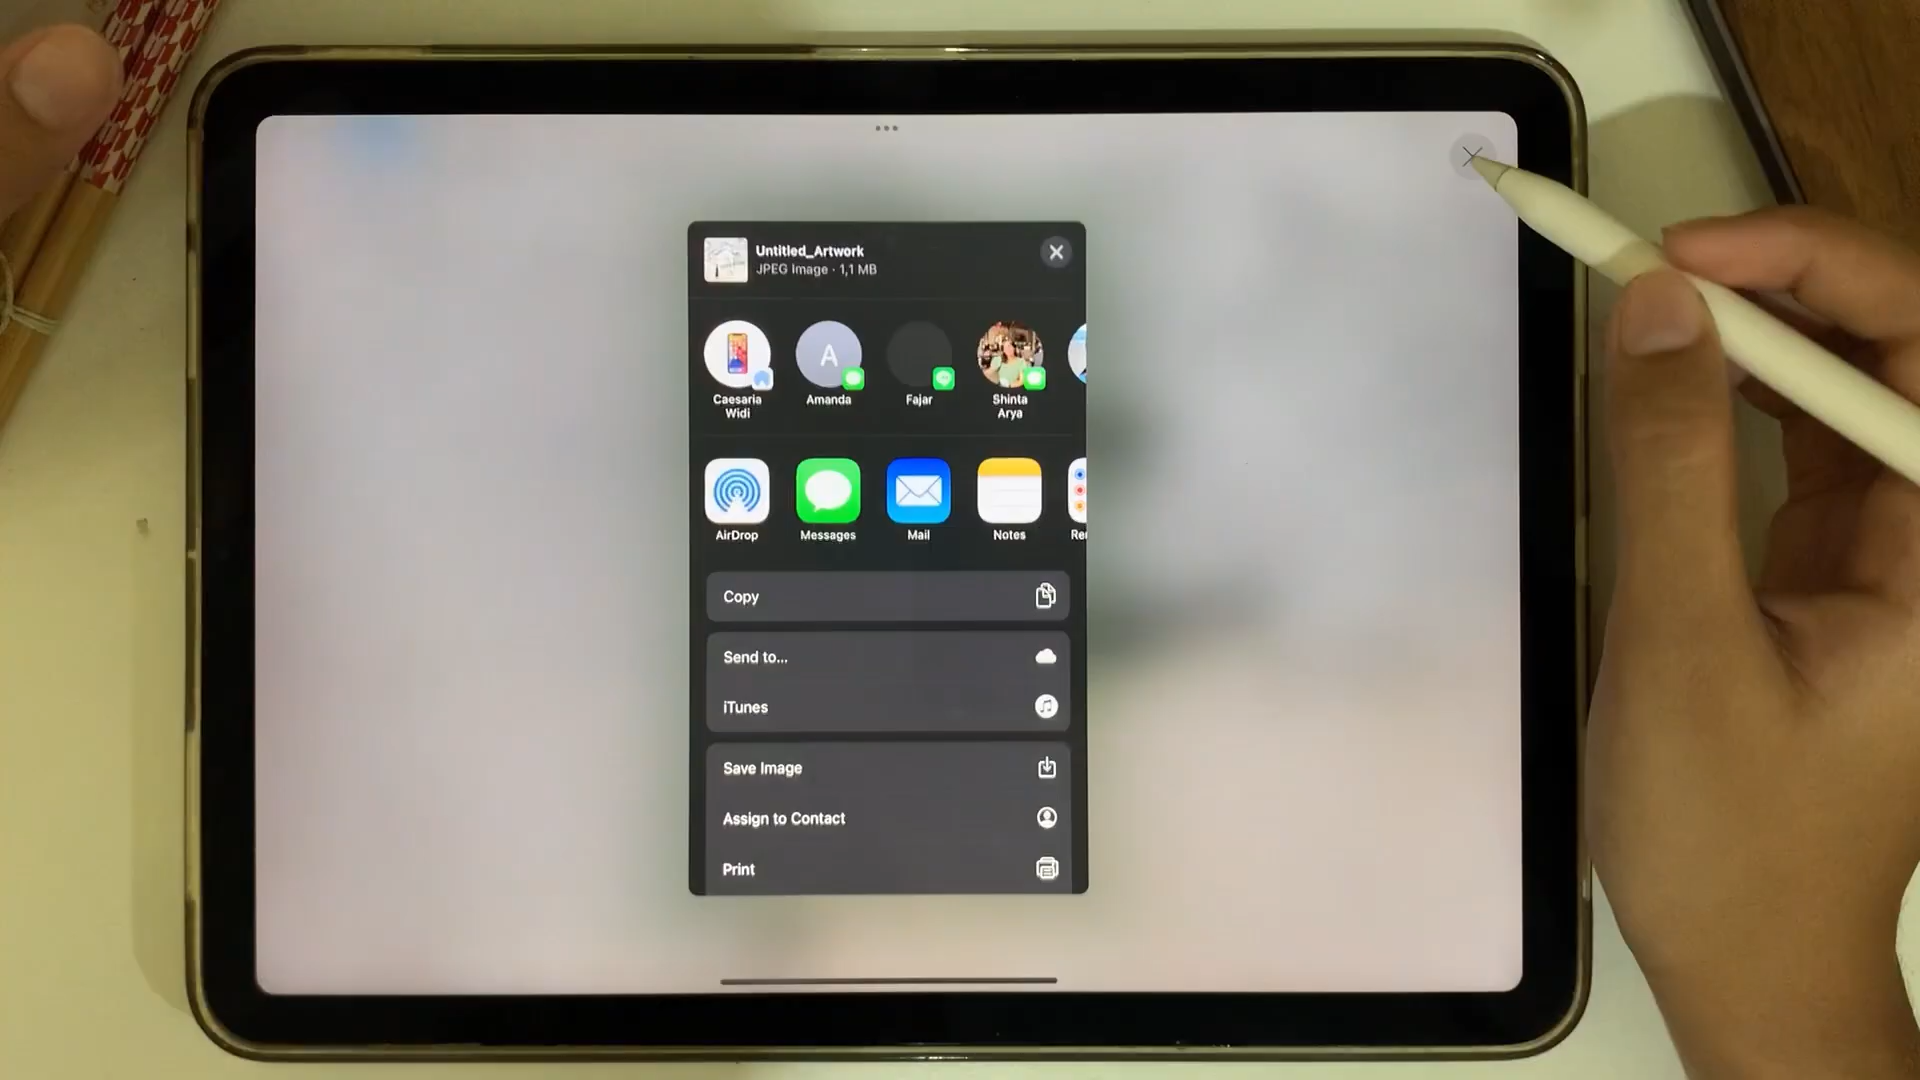 Untitled_Artwork
JPEG Image · 1,1 MB
Caesaria
Widi
A
Amanda
Fajar
Shinta
Arya
AirDrop
Messages
Mail
Notes
Copy
Send to...
iTunes
Save Image
Assign to Contact
Print